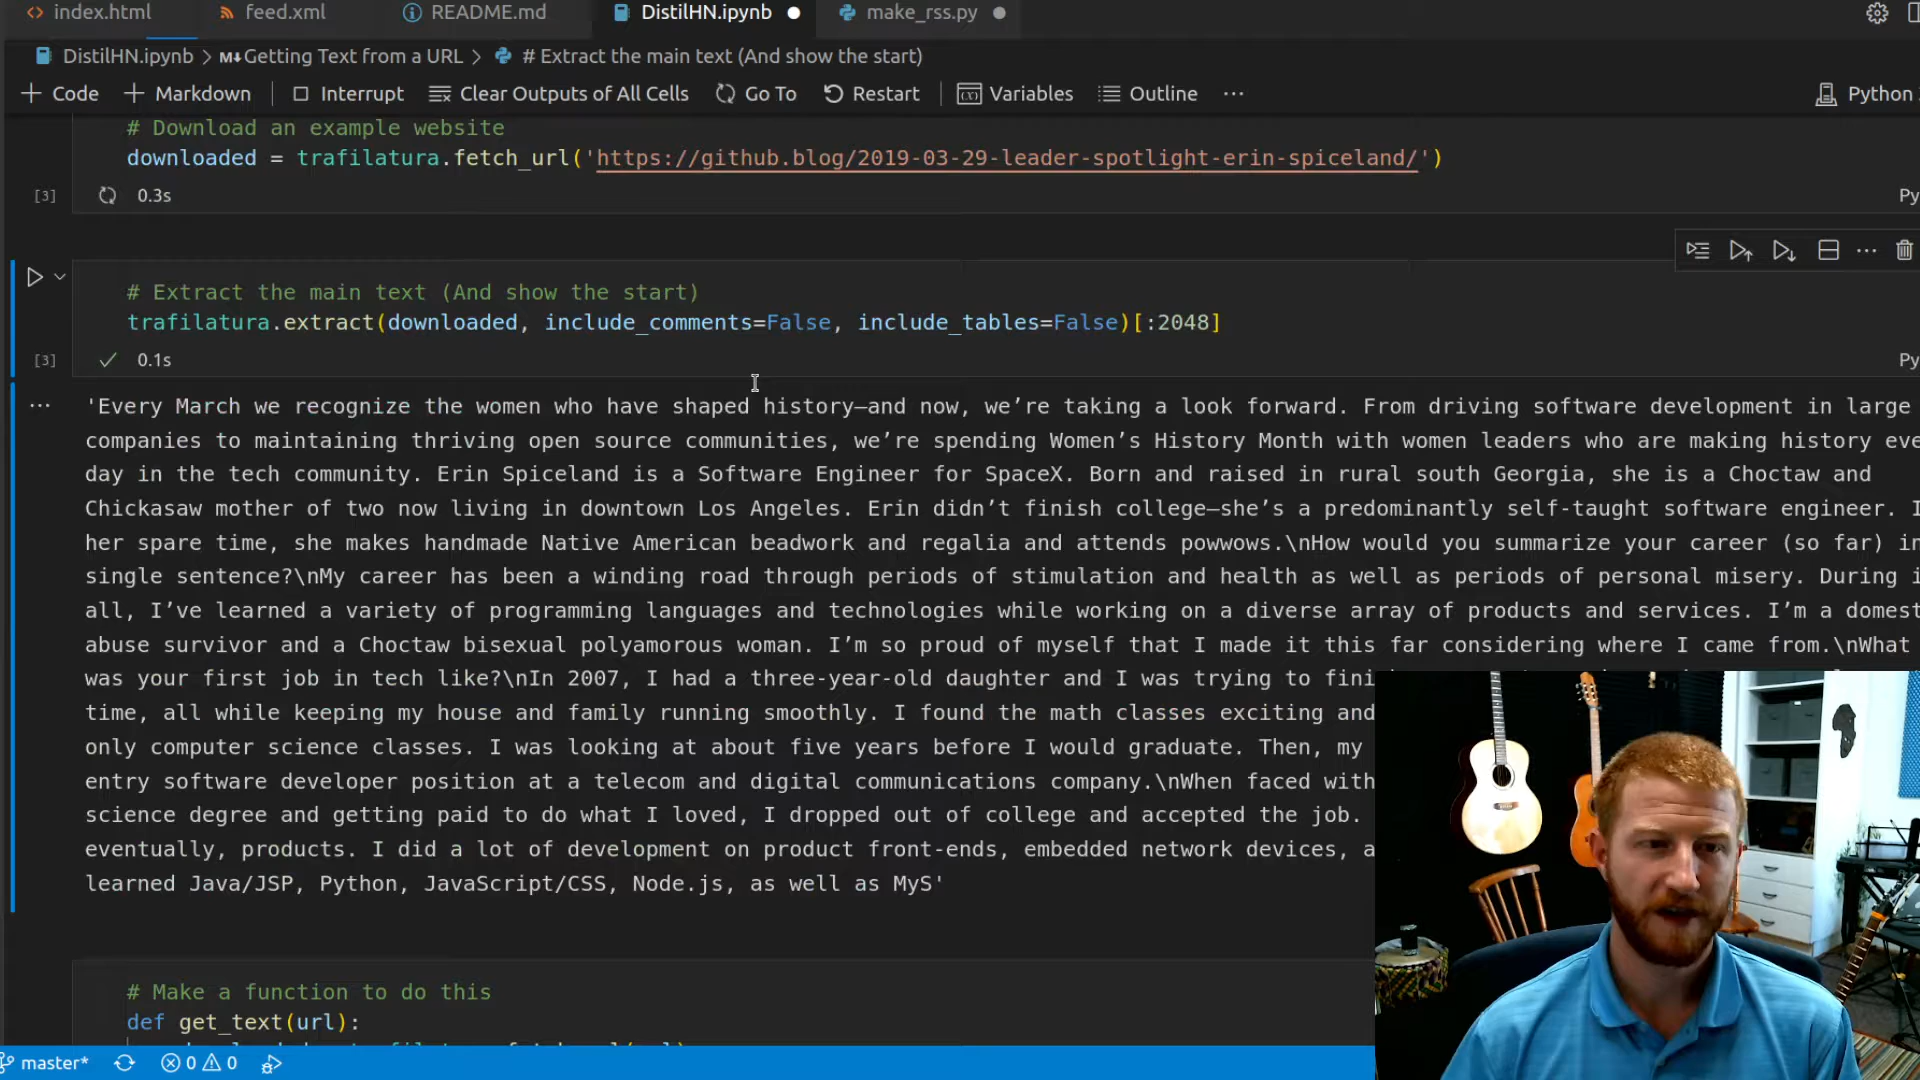 index.html
feed.xml
README.md
DistilHN.ipynb
make_rss.py
DistilHN.ipynb > M↓Getting Text from a URL > # Extract the main text (And show the start)
+ Code + Markdown Interrupt Clear Outputs of All Cells Go To Restart Variables Outline ··· Python
# Download an example website
downloaded = trafilatura.fetch_url('https://github.blog/2019-03-29-leader-spotlight-erin-spiceland/')
[3] 0.3s Py
# Extract the main text (And show the start)
trafilatura.extract(downloaded, include_comments=False, include_tables=False)[:2048]
[3] 0.1s Py
'Every March we recognize the women who have shaped history—and now, we’re taking a look forward. From driving software development in large
companies to maintaining thriving open source communities, we’re spending Women’s History Month with women leaders who are making history eve
day in the tech community. Erin Spiceland is a Software Engineer for SpaceX. Born and raised in rural south Georgia, she is a Choctaw and
Chickasaw mother of two now living in downtown Los Angeles. Erin didn’t finish college—she’s a predominantly self-taught software engineer. I
her spare time, she makes handmade Native American beadwork and regalia and attends powwows.\nHow would you summarize your career (so far) in
single sentence?\nMy career has been a winding road through periods of stimulation and health as well as periods of personal misery. During i
all, I’ve learned a variety of programming languages and technologies while working on a diverse array of products and services. I’m a domest
abuse survivor and a Choctaw bisexual polyamorous woman. I’m so proud of myself that I made it this far considering where I came from.\nWhat
was your first job in tech like?\nIn 2007, I had a three-year-old daughter and I was trying to fini
time, all while keeping my house and family running smoothly. I found the math classes exciting and
only computer science classes. I was looking at about five years before I would graduate. Then, my
entry software developer position at a telecom and digital communications company.\nWhen faced with
science degree and getting paid to do what I loved, I dropped out of college and accepted the job.
eventually, products. I did a lot of development on product front-ends, embedded network devices, a
learned Java/JSP, Python, JavaScript/CSS, Node.js, as well as MyS'
# Make a function to do this
def get_text(url):
master* 0 0